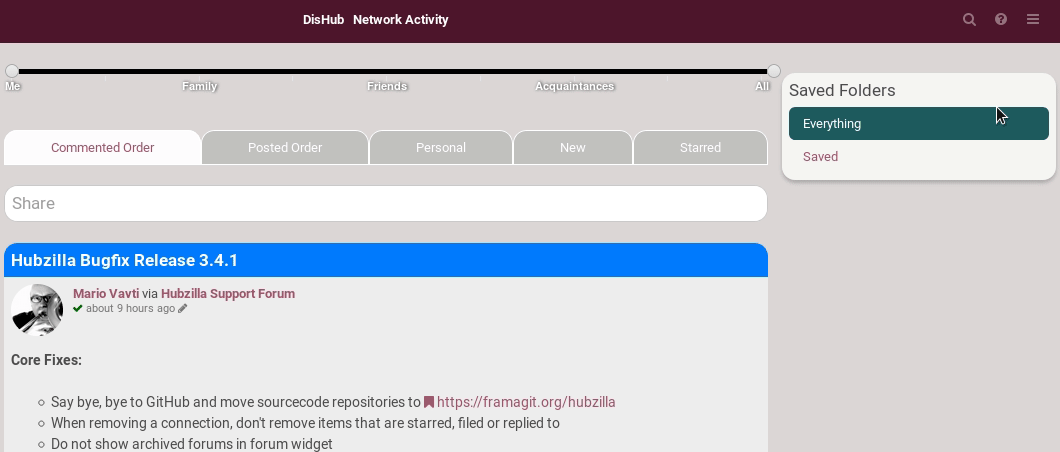 DisHub Network Activity
Me Family Friends Acquaintances All
Saved Folders
Everything
Saved
Commented Order Posted Order Personal New Starred
Share
Hubzilla Bugfix Release 3.4.1
Mario Vavti via Hubzilla Support Forum
about 9 hours ago
Core Fixes:
Say bye, bye to GitHub and move sourcecode repositories to https://framagit.org/hubzilla
When removing a connection, don't remove items that are starred, filed or replied to
Do not show archived forums in forum widget